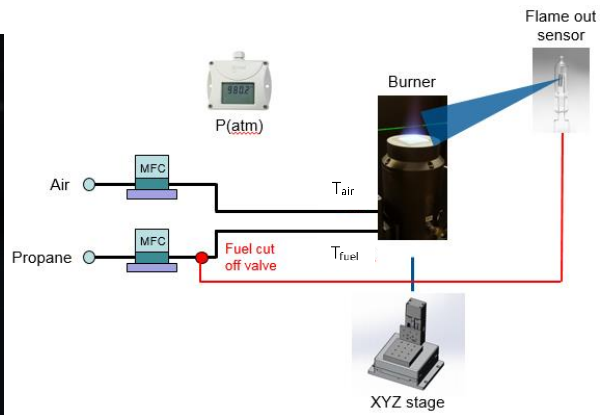 Flame out
sensor
Burner
9802
P(atm)
MFC
Air
Tair
MFC
Propane
Fuel cut
off valve
Tfuel
XYZ stage